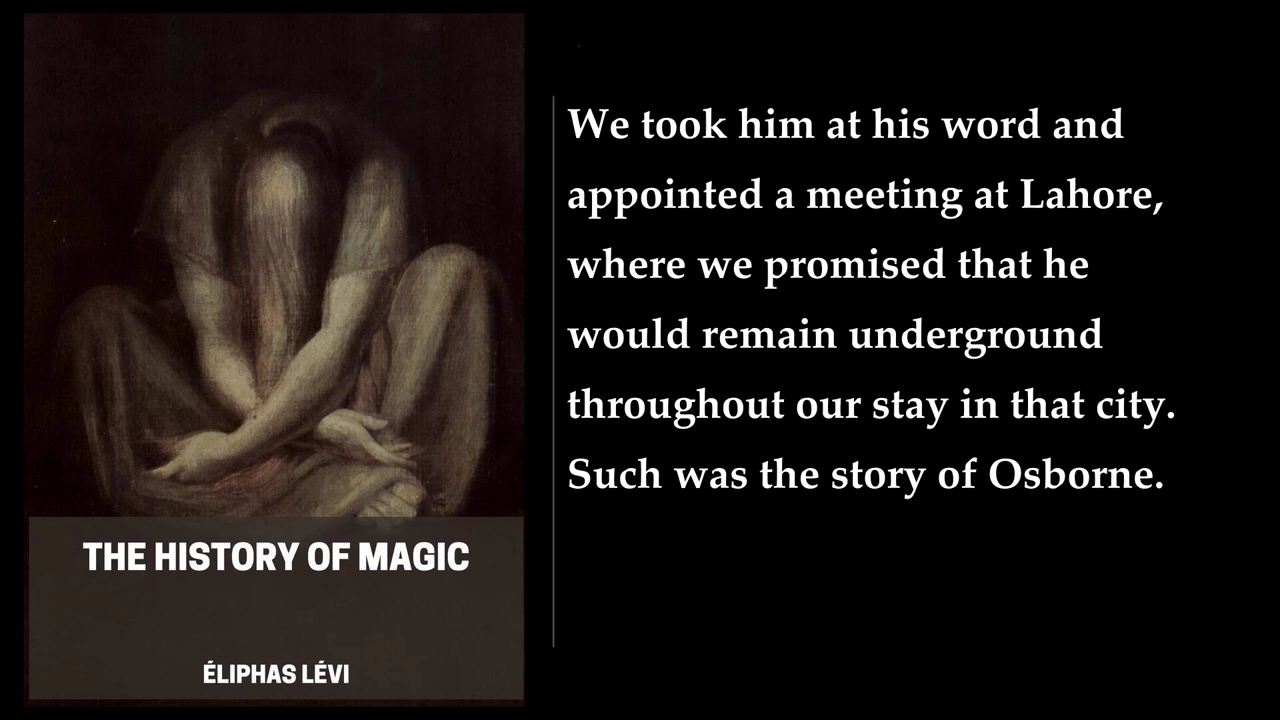 THE HISTORY OF MAGIC
ÉLIPHAS LÉVI
We took him at his word and
appointed a meeting at Lahore,
where we promised that he
would remain underground
throughout our stay in that city.
Such was the story of Osborne.